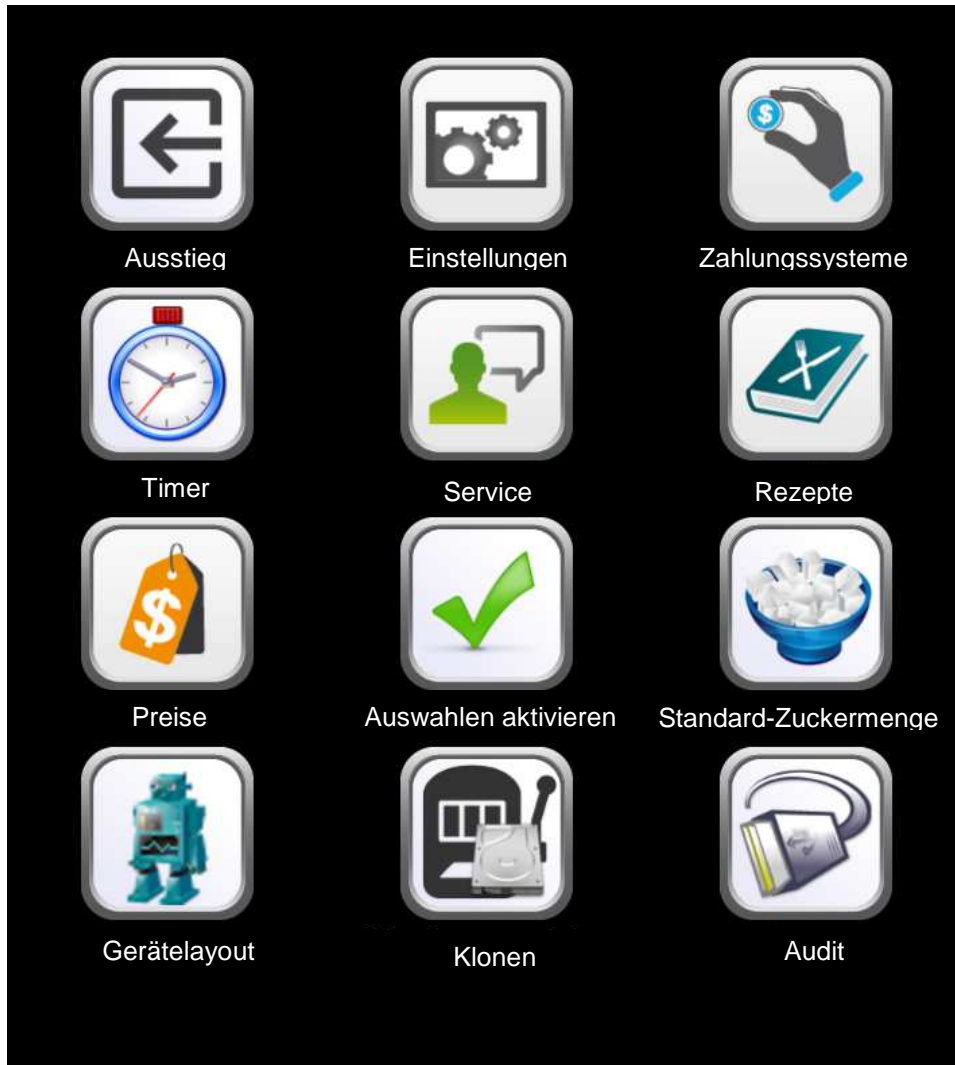 Ausstieg
Einstellungen
Zahlungssysteme
Timer
Service
Rezepte
Preise
Auswahlen aktivieren
Standard-Zuckermenge
Gerätelayout
Klonen
Audit